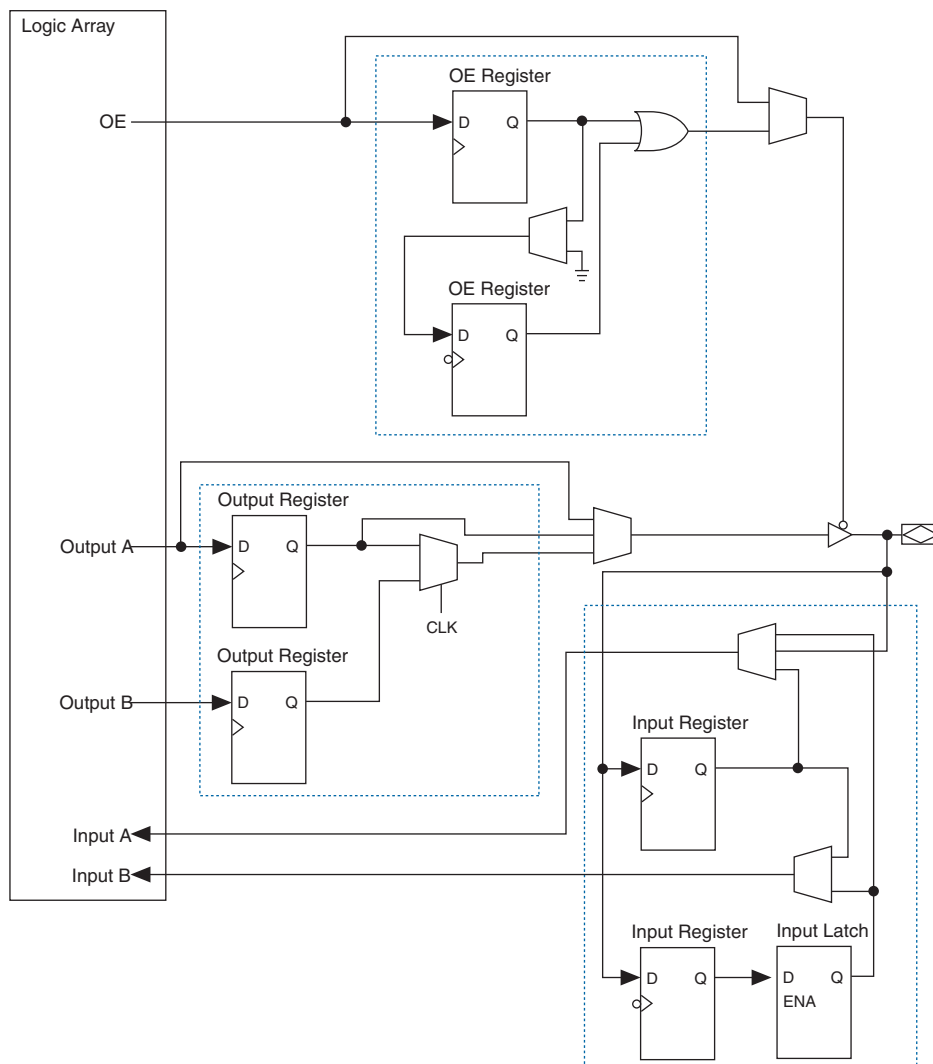 Logic Array
OE
OE Register
D Q
OE Register
D Q
Output Register
Output A
D Q
CLK
Output Register
Output B
D Q
Input Register
D Q
Input A
Input B
Input Register
Input Latch
D Q
D Q
ENA